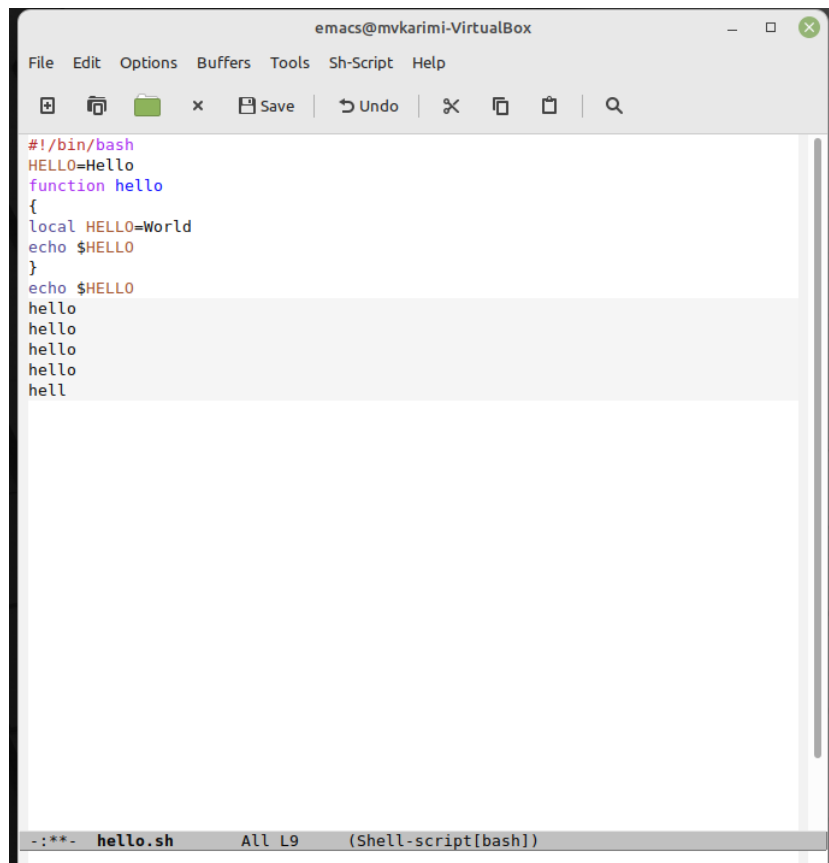 emacs@mvkarimi-VirtualBox
File Edit Options Buffers Tools Sh-Script Help
Save Undo
#!/bin/bash
HELLO=Hello
function hello
{
local HELLO=World
echo $HELLO
}
echo $HELLO
hello
hello
hello
hello
hell
-:**- hello.sh All L9 (Shell-script[bash])